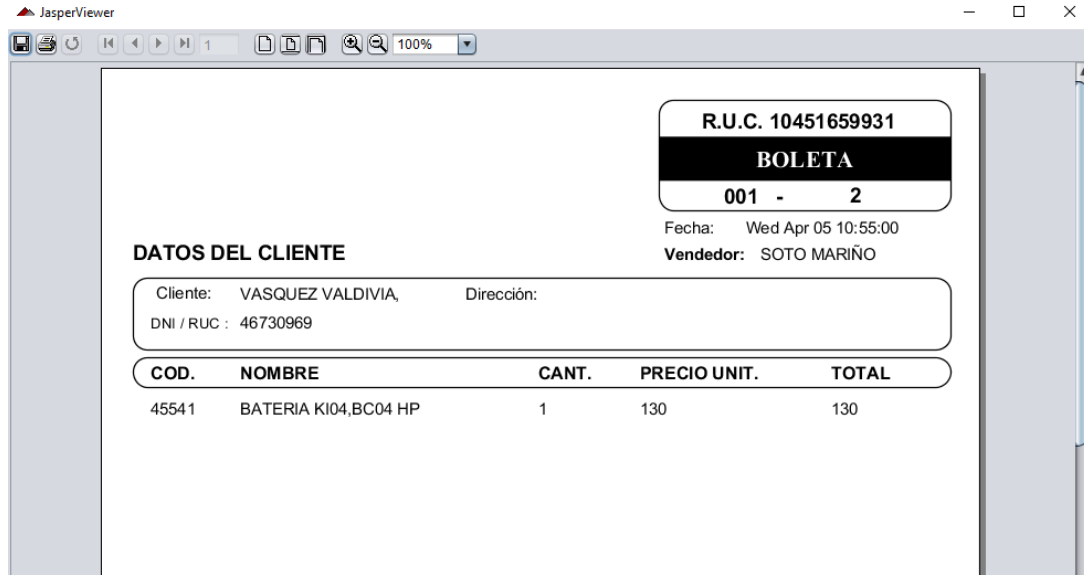 JasperViewer
1
100%
R.U.C. 10451659931
BOLETA
001 - 2
Fecha: Wed Apr 05 10:55:00
DATOS DEL CLIENTE
Vendedor: SOTO MARIÑO
Cliente: VASQUEZ VALDIVIA, Dirección:
DNI / RUC : 46730969
COD. NOMBRE CANT. PRECIO UNIT. TOTAL
45541 BATERIA KI04,BC04 HP 1 130 130